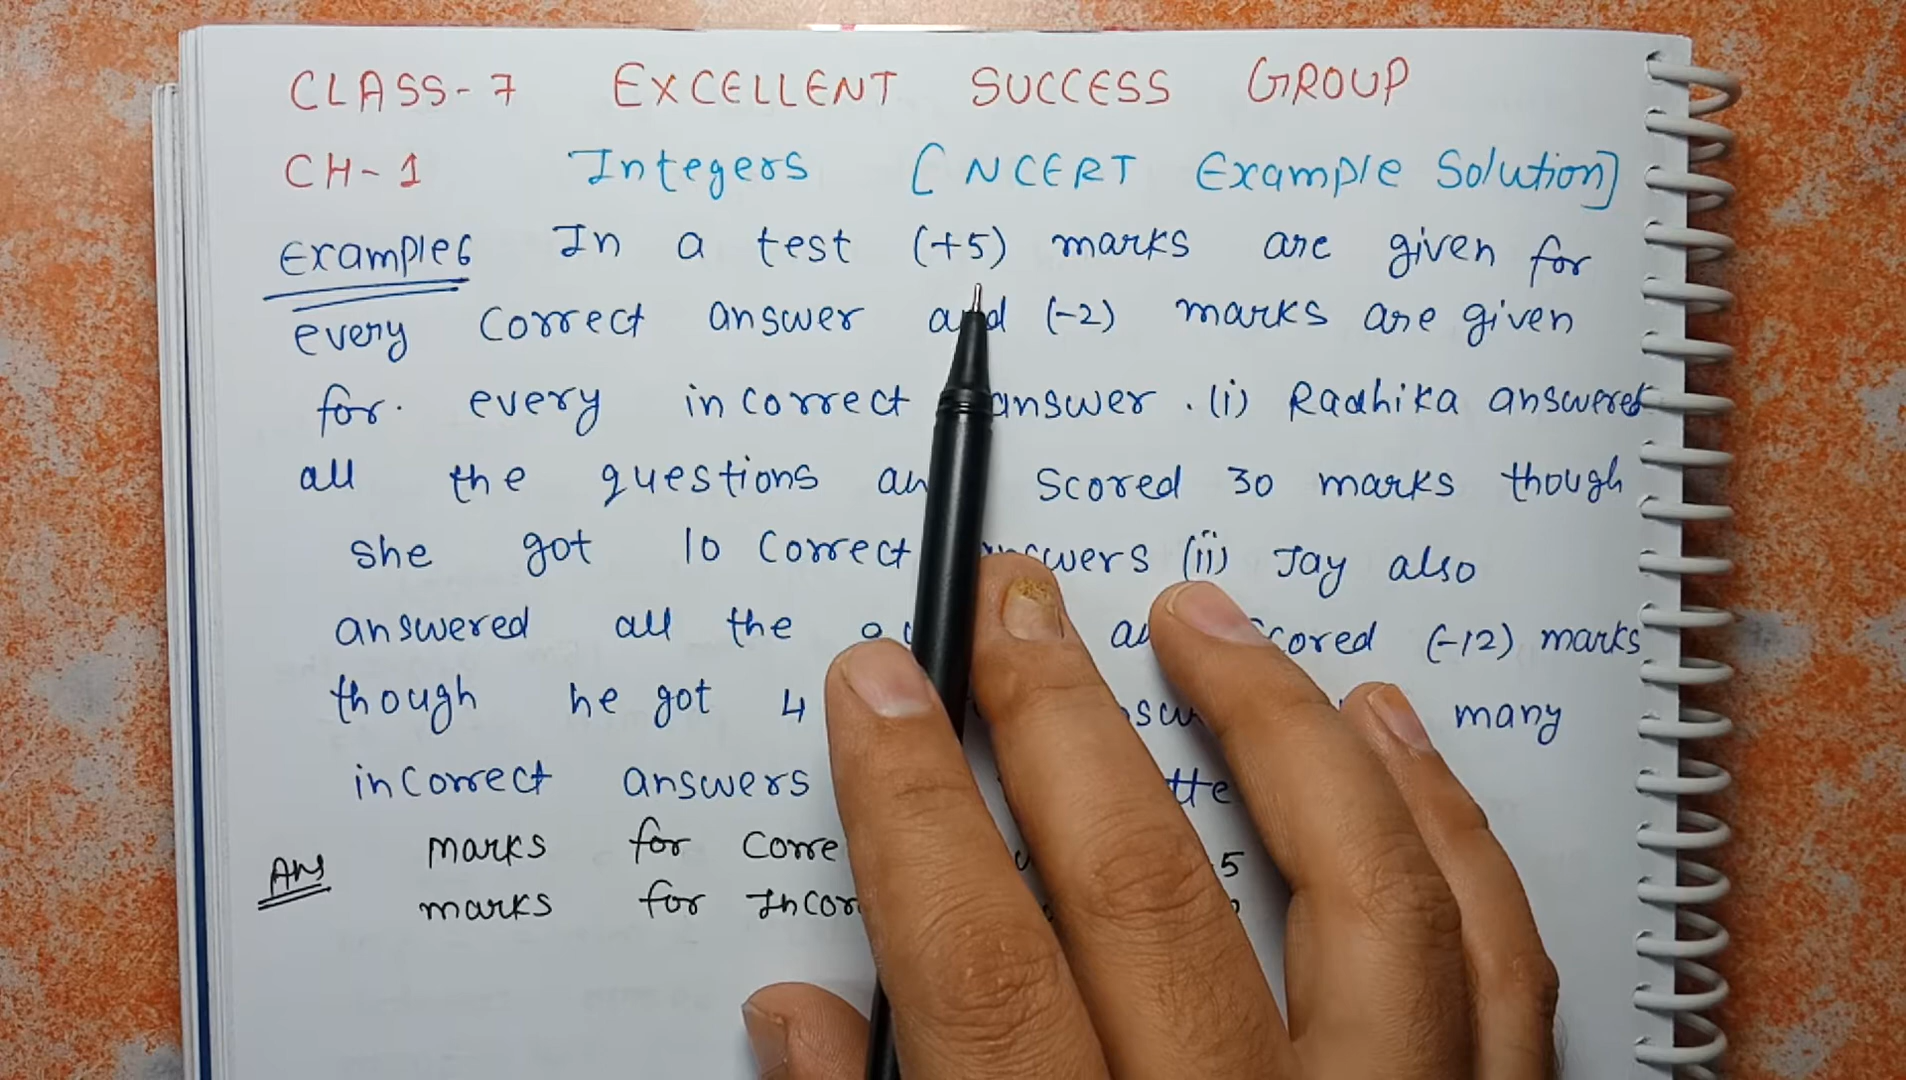 CLASS-7 EXCELLENT SUCCESS GROUP
CH-1 Integers [NCERT Example Solution]
Example6 In a test (+5) marks are given for
every correct answer and (-2) marks are given
for. every incorrect answer. (i) Radhika answered
all the questions scored 30 marks though
she got 10 correct answers (ii) Jay also
answered all the scored (-12) marks
though he got 4 many
incorrect answers
Ans marks for 5
marks for